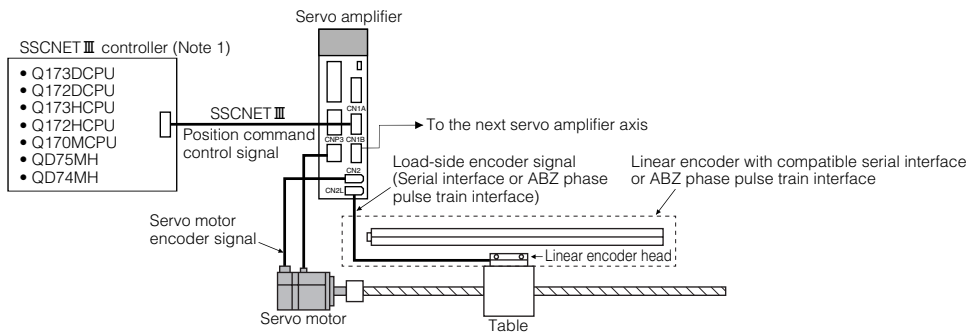 Servo amplifier
SSCNETⅢ controller (Note 1)
• Q173DCPU
• Q172DCPU
• Q173HCPU
• Q172HCPU
• Q170MCPU
• QD75MH
• QD74MH
SSCNETⅢ
Position command
control signal
CN1A
CNP3
CN1B
CN2
CN2L
To the next servo amplifier axis
Load-side encoder signal
(Serial interface or ABZ phase
pulse train interface)
Linear encoder with compatible serial interface
or ABZ phase pulse train interface
Servo motor
encoder signal
Linear encoder head
Servo motor
Table